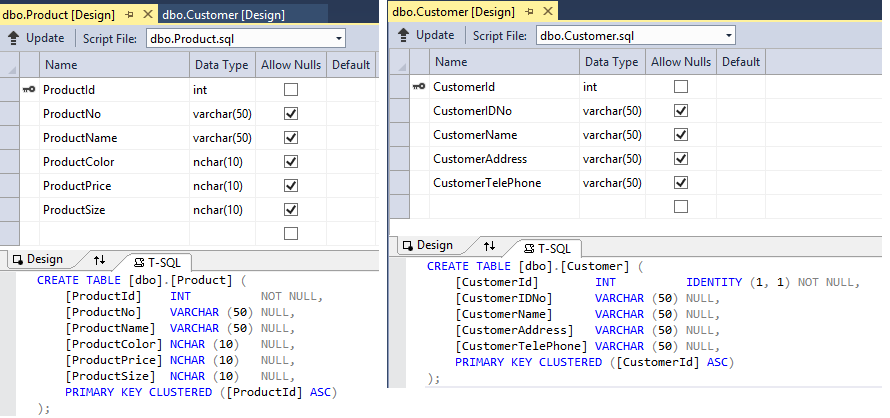 dbo.Product [Design] dbo.Customer [Design]
Update Script File: dbo.Product.sql
Name Data Type Allow Nulls Default
ProductId int
ProductNo varchar(50)
ProductName varchar(50)
ProductColor nchar(10)
ProductPrice nchar(10)
ProductSize nchar(10)
Design T-SQL
CREATE TABLE [dbo].[Product] (
[ProductId] INT NOT NULL,
[ProductNo] VARCHAR (50) NULL,
[ProductName] VARCHAR (50) NULL,
[ProductColor] NCHAR (10) NULL,
[ProductPrice] NCHAR (10) NULL,
[ProductSize] NCHAR (10) NULL,
PRIMARY KEY CLUSTERED ([ProductId] ASC)
);
dbo.Customer [Design]
Update Script File: dbo.Customer.sql
Name Data Type Allow Nulls Default
CustomerId int
CustomerIDNo varchar(50)
CustomerName varchar(50)
CustomerAddress varchar(50)
CustomerTelePhone varchar(50)
Design T-SQL
CREATE TABLE [dbo].[Customer] (
[CustomerId] INT IDENTITY (1, 1) NOT NULL,
[CustomerIDNo] VARCHAR (50) NULL,
[CustomerName] VARCHAR (50) NULL,
[CustomerAddress] VARCHAR (50) NULL,
[CustomerTelePhone] VARCHAR (50) NULL,
PRIMARY KEY CLUSTERED ([CustomerId] ASC)
);